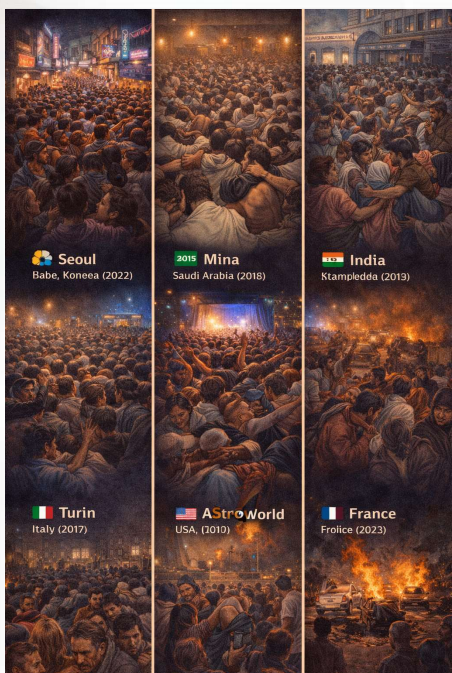 Seoul
Babe, Koneea (2022)
2015 Mina
Saudi Arabia (2018)
India
Ktampledda (2013)
Turin
Italy (2017)
AStroWorld
USA, (1010)
France
Frolice (2023)